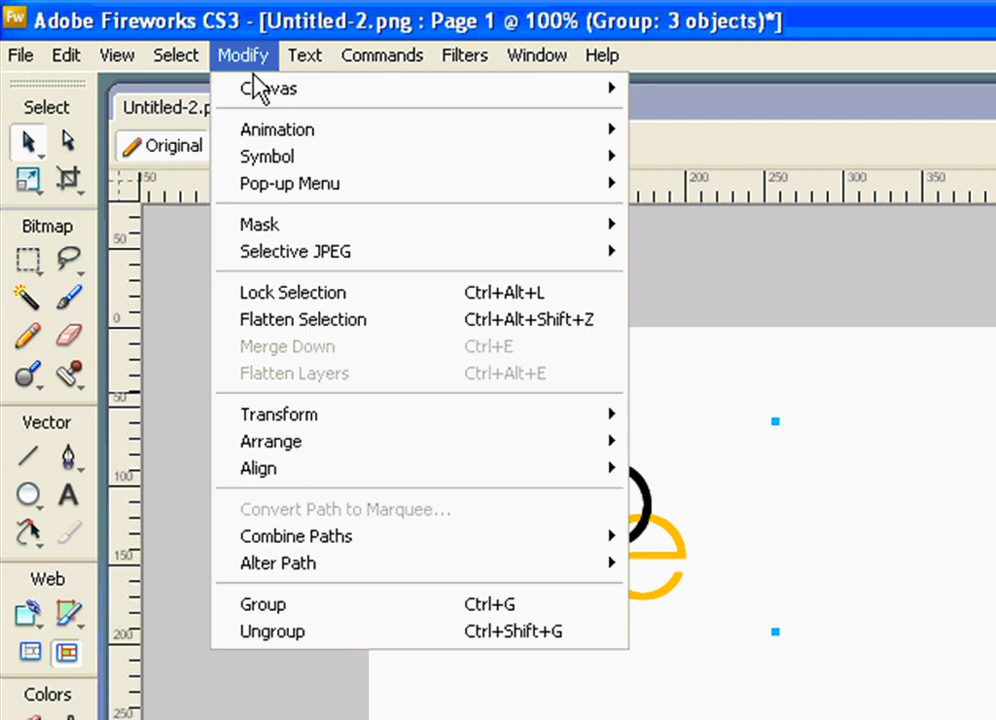 Fw Adobe Fireworks CS3 - [Untitled-2.png : Page 1 @ 100% (Group: 3 objects)*]
File Edit View Select Modify Text Commands Filters Window Help
Select
Untitled-2.p
Original
Canvas
Animation
Symbol
Pop-up Menu
Mask
Selective JPEG
Lock Selection Ctrl+Alt+L
Flatten Selection Ctrl+Alt+Shift+Z
Merge Down Ctrl+E
Flatten Layers Ctrl+Alt+E
Transform
Arrange
Align
Convert Path to Marquee...
Combine Paths
Alter Path
Group Ctrl+G
Ungroup Ctrl+Shift+G
Bitmap
Vector
A
Web
Colors
50 200 250 300 350
50
0
50
100
150
200
250
e